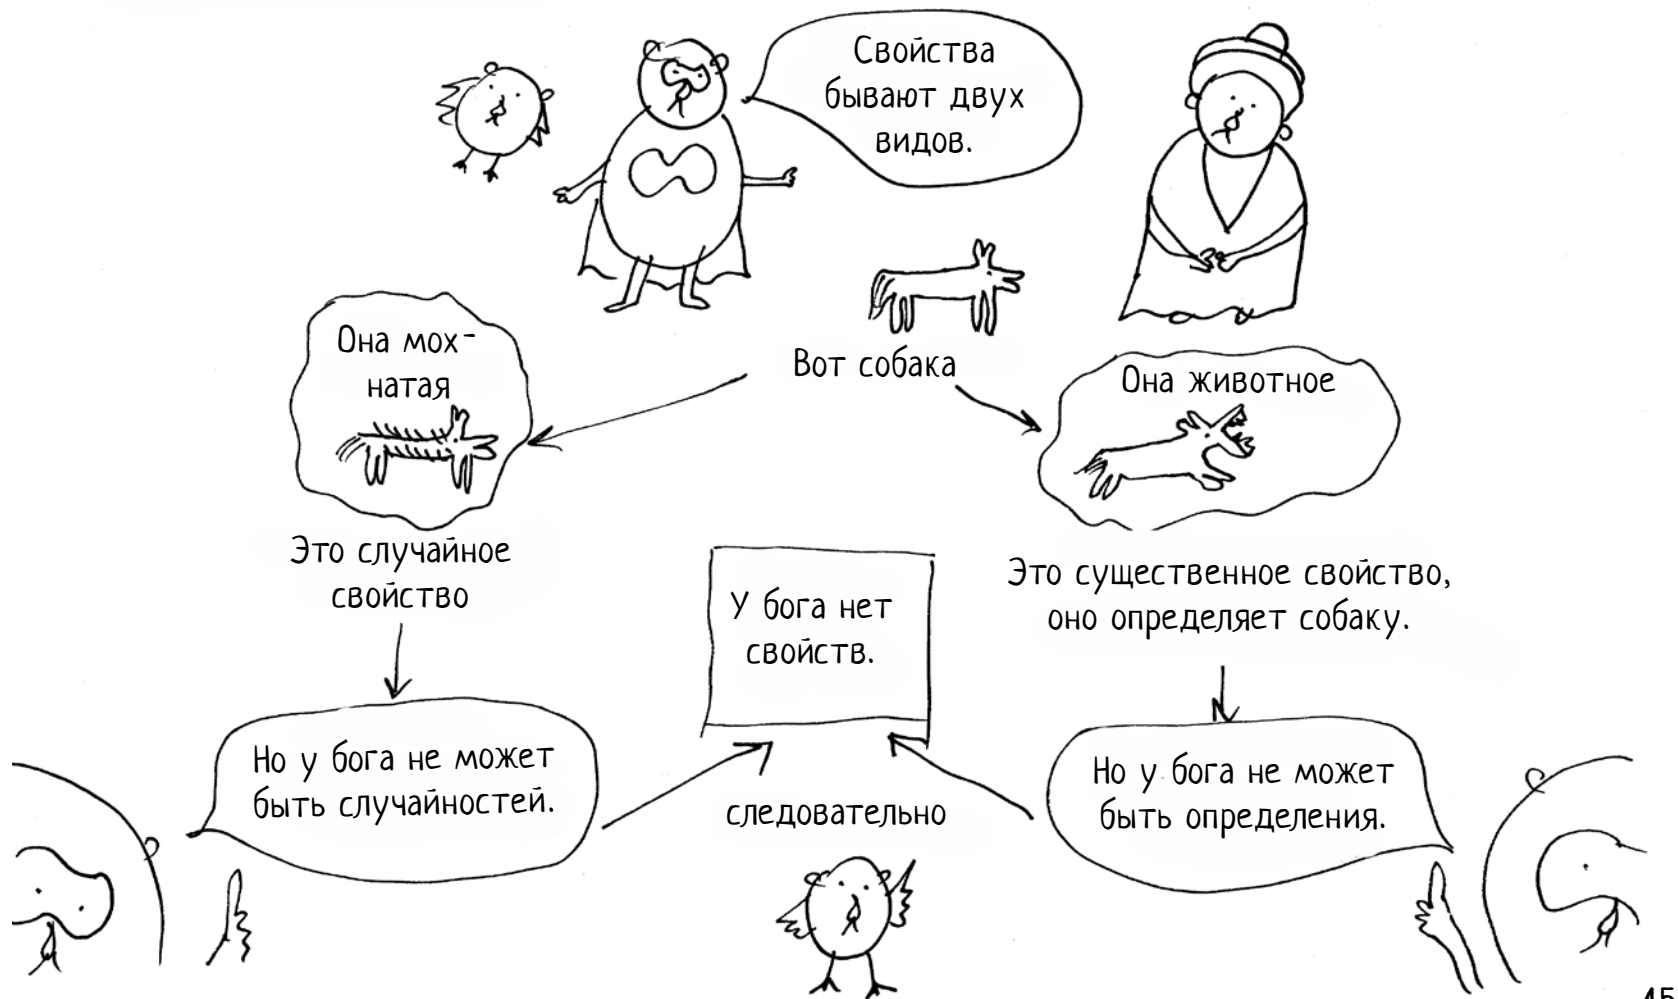 Свойства
бывают двух
видов.
Вот собака
Она мох-
натая
Она животное
Это случайное
свойство
Это существенное свойство,
оно определяет собаку.
У бога нет
свойств.
Но у бога не может
быть случайностей.
следовательно
Но у бога не может
быть определения.